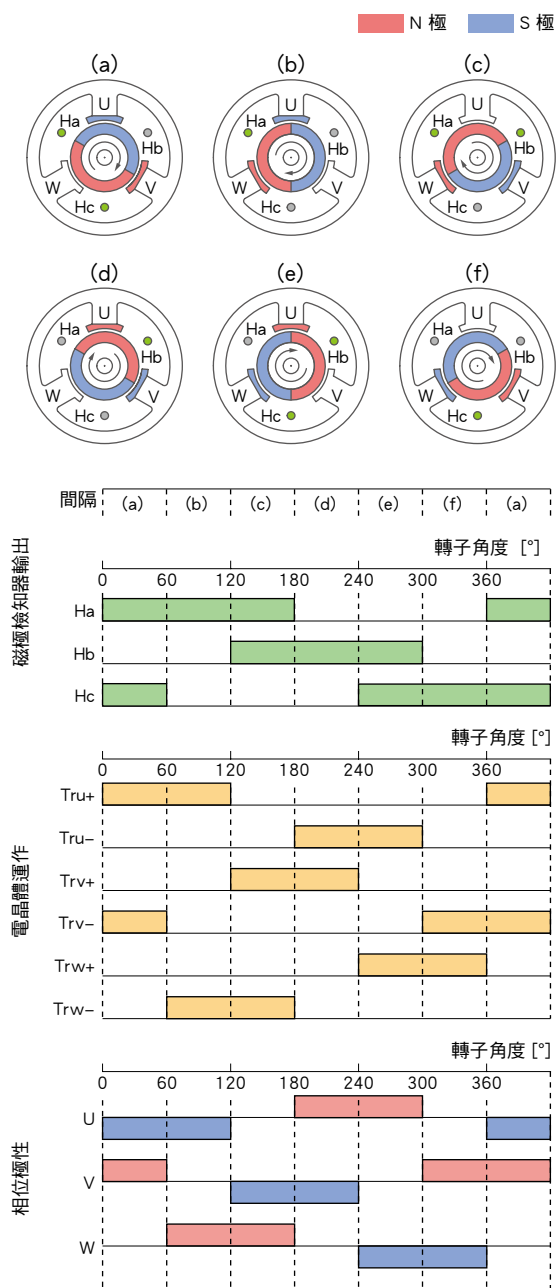 N 極 S 極
(a) (b) (c)
U U U
Ha Ha Ha
Hb Hb Hb
W V W V W V
Hc Hc Hc
(d) (e) (f)
U U U
Ha Ha Ha
Hb Hb Hb
W V W V W V
Hc Hc Hc
間隔 (a) (b) (c) (d) (e) (f) (a)
磁極檢知器輸出
轉子角度 [°]
0 60 120 180 240 300 360
Ha
Hb
Hc
電晶體運作
轉子角度 [°]
0 60 120 180 240 300 360
Tru+
Tru−
Trv+
Trv−
Trw+
Trw−
相位極性
轉子角度 [°]
0 60 120 180 240 300 360
U
V
W